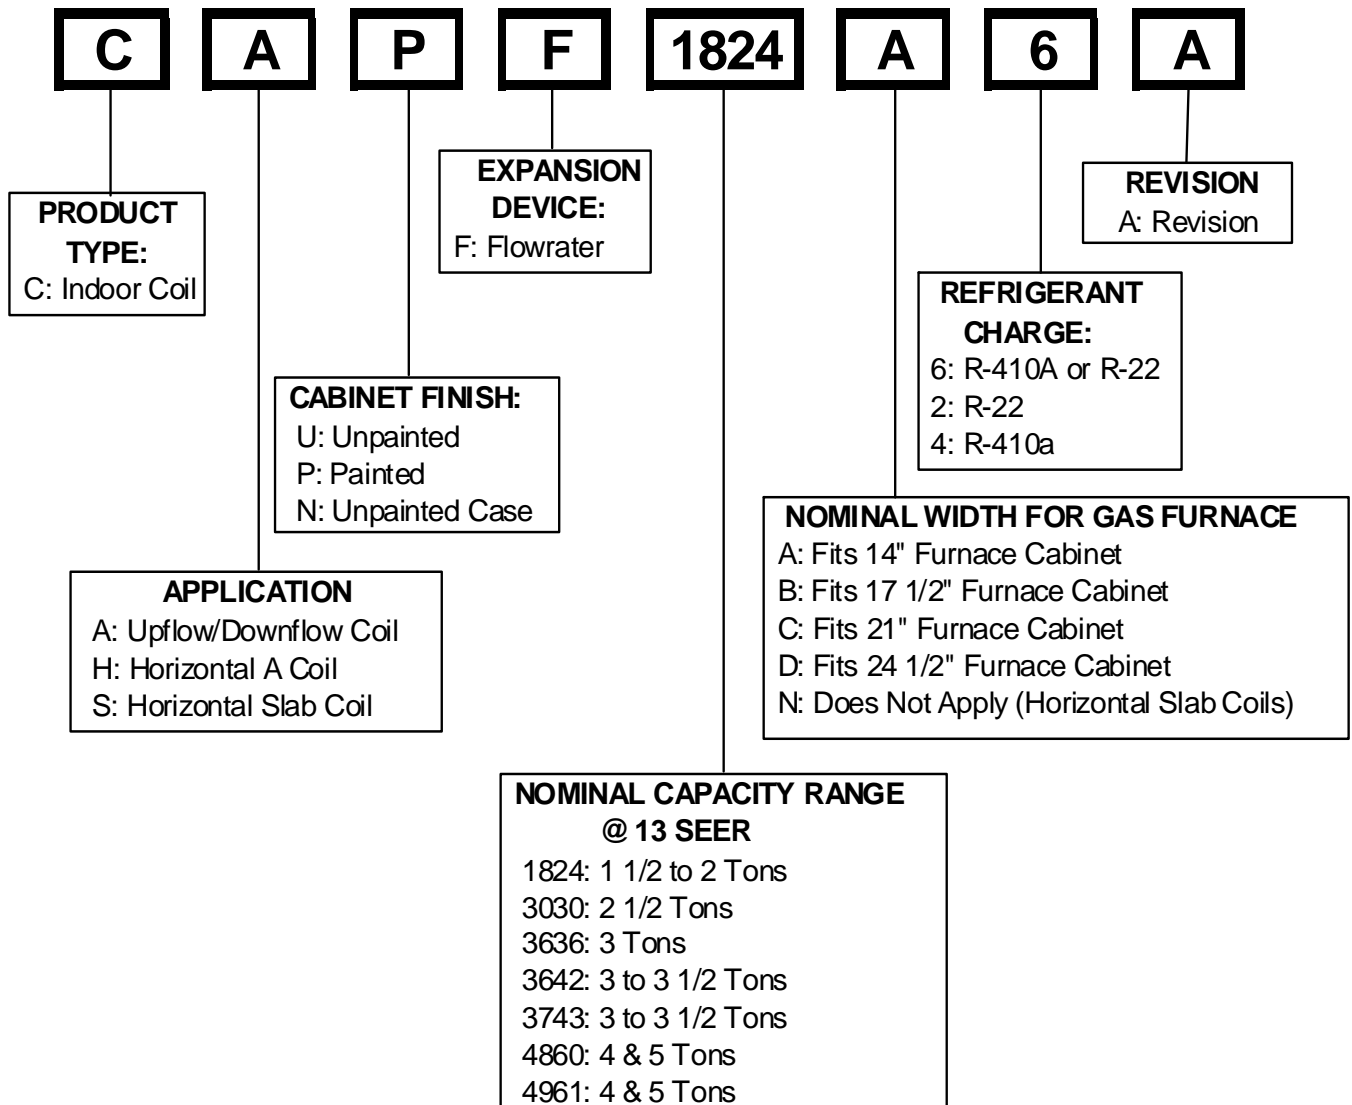 C A P F 1824 A 6 A
PRODUCT
TYPE:
C: Indoor Coil
EXPANSION
DEVICE:
F: Flowrater
REVISION
A: Revision
REFRIGERANT
CHARGE:
6: R-410A or R-22
2: R-22
4: R-410a
CABINET FINISH:
U: Unpainted
P: Painted
N: Unpainted Case
NOMINAL WIDTH FOR GAS FURNACE
A: Fits 14" Furnace Cabinet
B: Fits 17 1/2" Furnace Cabinet
C: Fits 21" Furnace Cabinet
D: Fits 24 1/2" Furnace Cabinet
N: Does Not Apply (Horizontal Slab Coils)
APPLICATION
A: Upflow/Downflow Coil
H: Horizontal A Coil
S: Horizontal Slab Coil
NOMINAL CAPACITY RANGE
@ 13 SEER
1824: 1 1/2 to 2 Tons
3030: 2 1/2 Tons
3636: 3 Tons
3642: 3 to 3 1/2 Tons
3743: 3 to 3 1/2 Tons
4860: 4 & 5 Tons
4961: 4 & 5 Tons